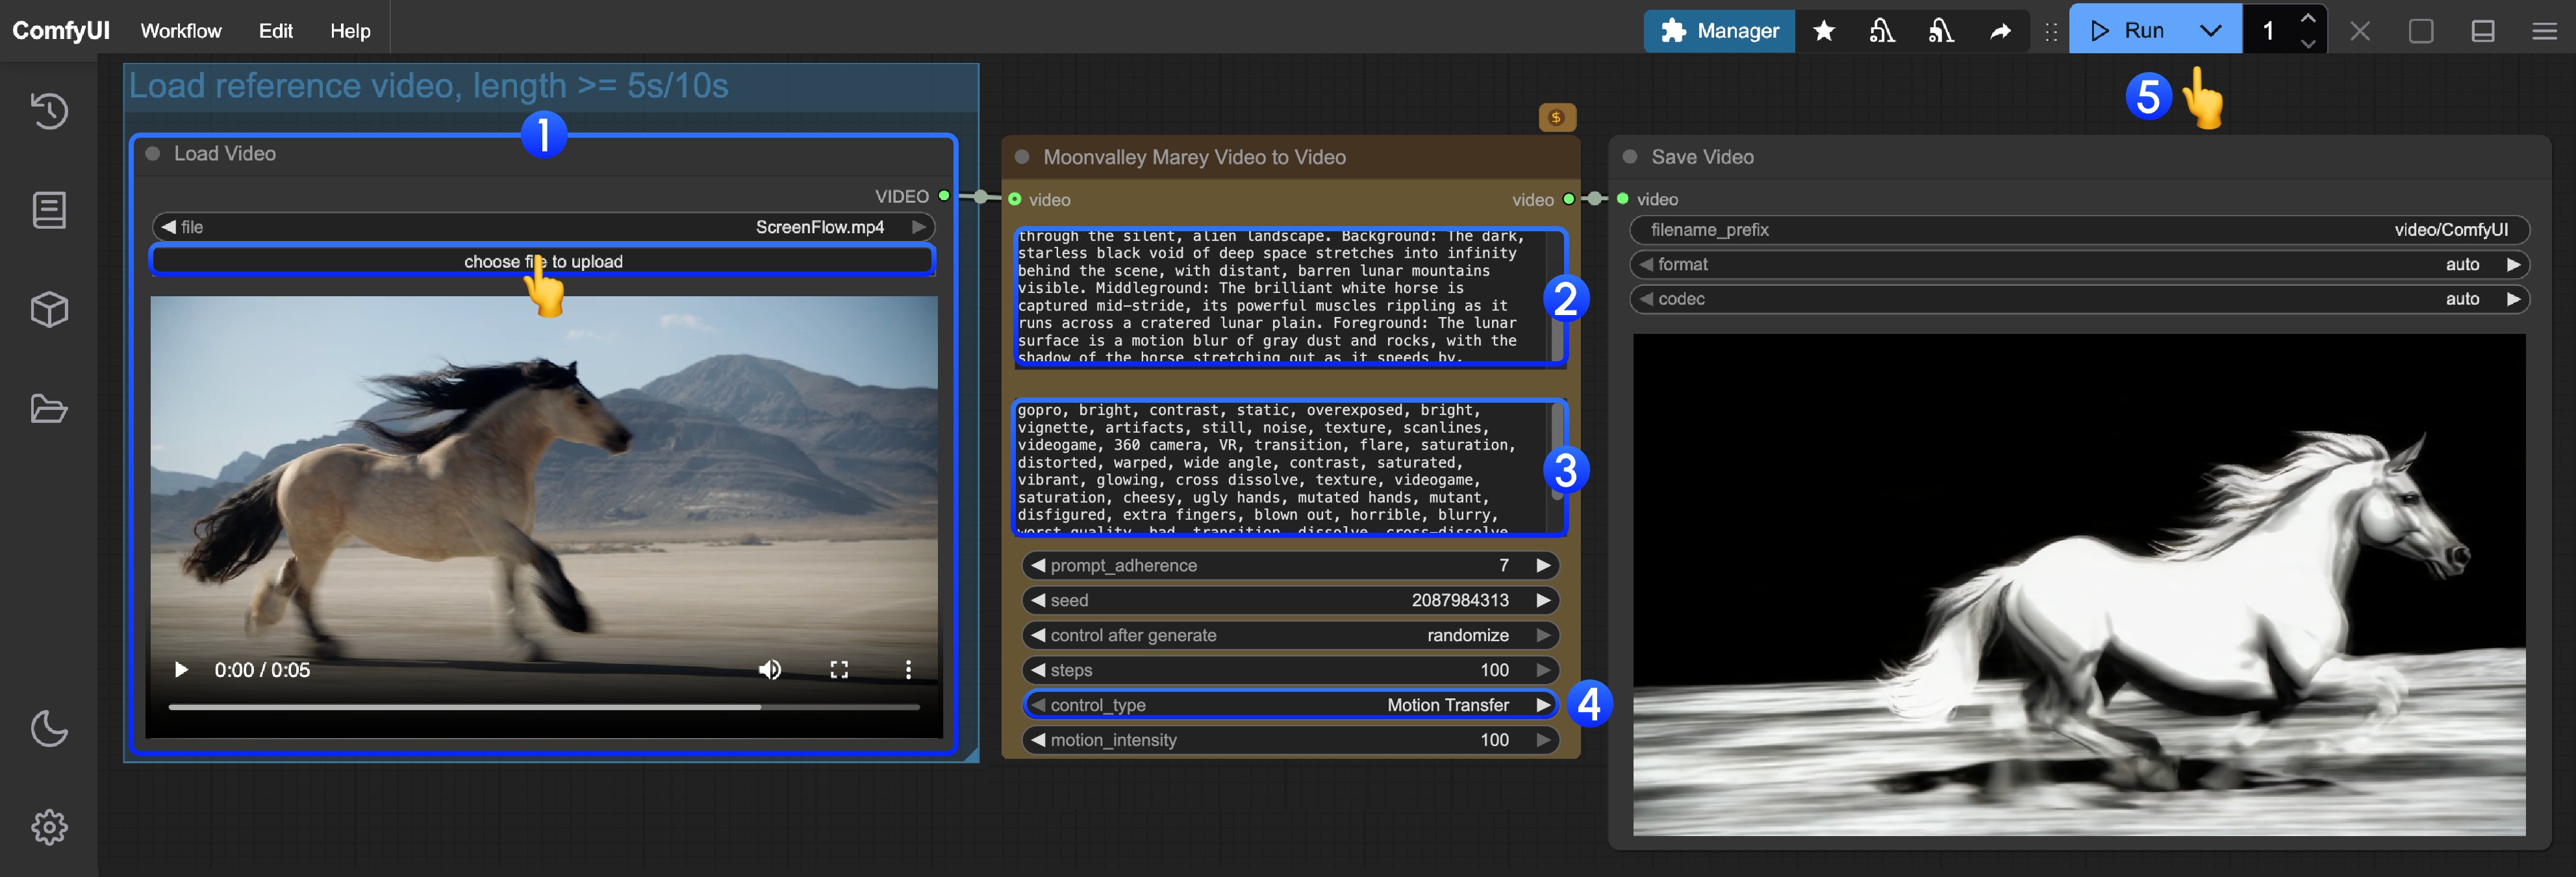 ComfyUI
Workflow
Edit
Help
Manager
Run
1
5
Load reference video, length >= 5s/10s
1
Load Video
VIDEO
file
ScreenFlow.mp4
choose file to upload
0:00 / 0:05
$
Moonvalley Marey Video to Video
video
video
through the silent, alien landscape. Background: The dark,
starless black void of deep space stretches into infinity
behind the scene, with distant, barren lunar mountains
visible. Middleground: The brilliant white horse is
captured mid-stride, its powerful muscles rippling as it
runs across a cratered lunar plain. Foreground: The lunar
surface is a motion blur of gray dust and rocks, with the
shadow of the horse stretching out as it speeds by.
2
gopro, bright, contrast, static, overexposed, bright,
vignette, artifacts, still, noise, texture, scanlines,
videogame, 360 camera, VR, transition, flare, saturation,
distorted, warped, wide angle, contrast, saturated,
vibrant, glowing, cross dissolve, texture, videogame,
saturation, cheesy, ugly hands, mutated hands, mutant,
disfigured, extra fingers, blown out, horrible, blurry,
worst quality, bad, transition, dissolve, cross-dissolve,
3
prompt_adherence
7
seed
2087984313
control after generate
randomize
steps
100
control_type
Motion Transfer
4
motion_intensity
100
Save Video
video
filename_prefix
video/ComfyUI
format
auto
codec
auto